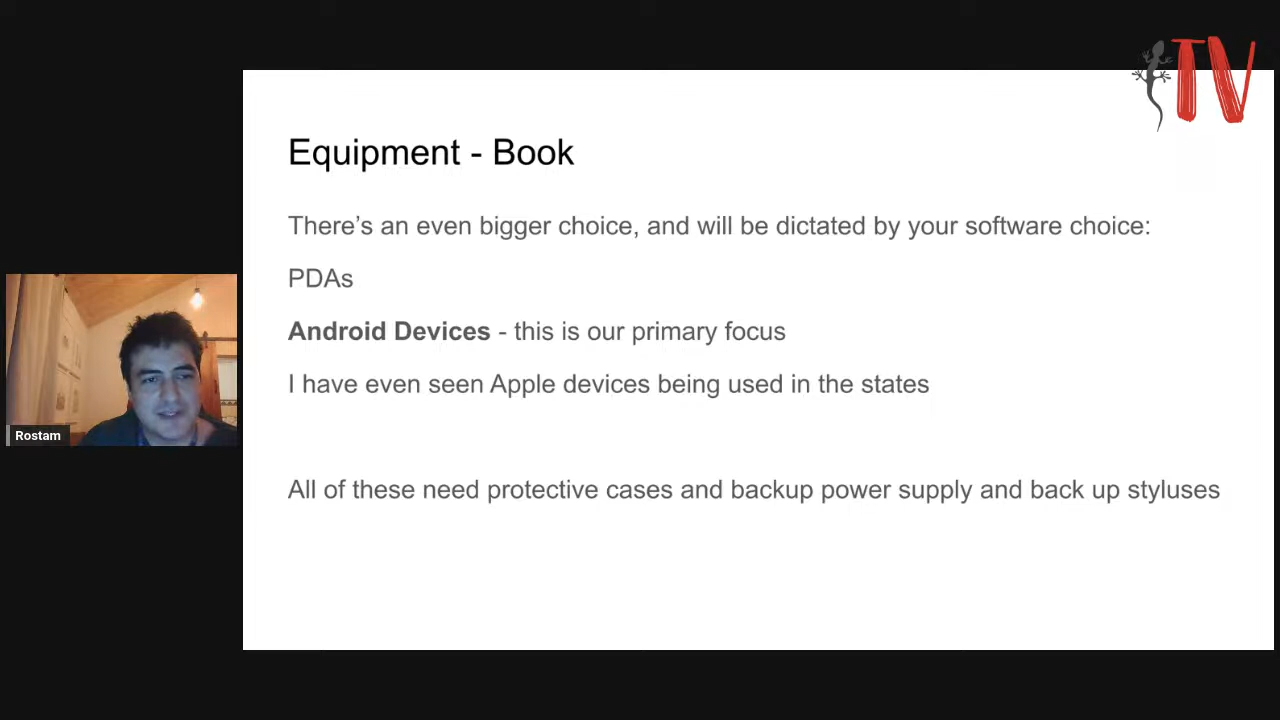 TV
Equipment - Book
There’s an even bigger choice, and will be dictated by your software choice:
PDAs
Android Devices - this is our primary focus
I have even seen Apple devices being used in the states
Rostam
All of these need protective cases and backup power supply and back up styluses